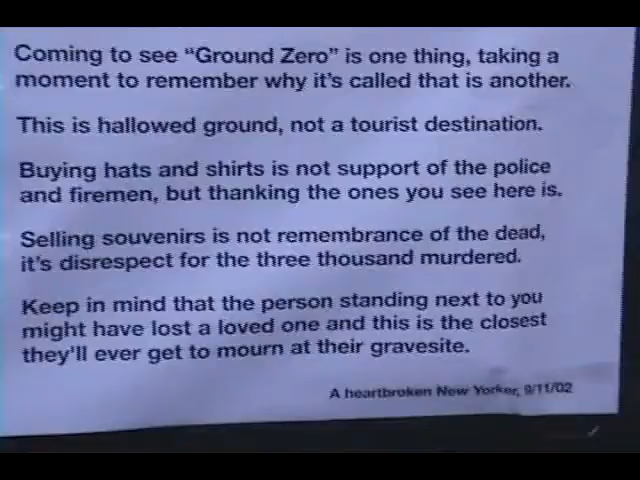 Coming to see “Ground Zero” is one thing, taking a
moment to remember why it’s called that is another.
This is hallowed ground, not a tourist destination.
Buying hats and shirts is not support of the police
and firemen, but thanking the ones you see here is.
Selling souvenirs is not remembrance of the dead,
it’s disrespect for the three thousand murdered.
Keep in mind that the person standing next to you
might have lost a loved one and this is the closest
they’ll ever get to mourn at their gravesite.
A heartbroken New Yorker, 9/11/02